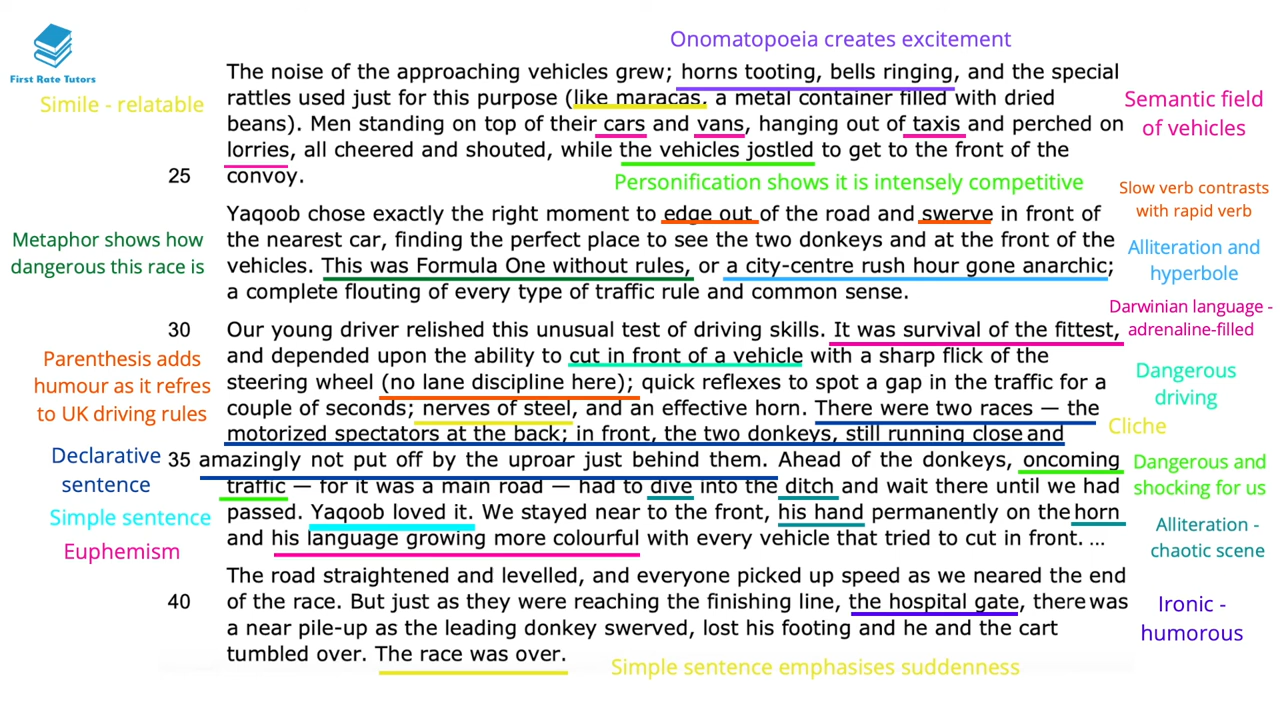 First Rate Tutors
Onomatopoeia creates excitement
Simile - relatable
The noise of the approaching vehicles grew; horns tooting, bells ringing, and the special
rattles used just for this purpose (like maracas, a metal container filled with dried
beans). Men standing on top of their cars and vans, hanging out of taxis and perched on
lorries, all cheered and shouted, while the vehicles jostled to get to the front of the
25 convoy.
Semantic field
of vehicles
Personification shows it is intensely competitive
Slow verb contrasts
with rapid verb
Yaqoob chose exactly the right moment to edge out of the road and swerve in front of
the nearest car, finding the perfect place to see the two donkeys and at the front of the
vehicles. This was Formula One without rules, or a city-centre rush hour gone anarchic;
a complete flouting of every type of traffic rule and common sense.
Metaphor shows how
dangerous this race is
Alliteration and
hyperbole
Darwinian language -
adrenaline-filled
30 Our young driver relished this unusual test of driving skills. It was survival of the fittest,
and depended upon the ability to cut in front of a vehicle with a sharp flick of the
steering wheel (no lane discipline here); quick reflexes to spot a gap in the traffic for a
couple of seconds; nerves of steel, and an effective horn. There were two races — the
motorized spectators at the back; in front, the two donkeys, still running close and
35 amazingly not put off by the uproar just behind them. Ahead of the donkeys, oncoming
traffic — for it was a main road — had to dive into the ditch and wait there until we had
passed. Yaqoob loved it. We stayed near to the front, his hand permanently on the horn
and his language growing more colourful with every vehicle that tried to cut in front. ...
Parenthesis adds
humour as it refres
to UK driving rules
Dangerous
driving
Cliche
Declarative
sentence
Dangerous and
shocking for us
Simple sentence
Euphemism
Alliteration -
chaotic scene
The road straightened and levelled, and everyone picked up speed as we neared the end
40 of the race. But just as they were reaching the finishing line, the hospital gate, there was
a near pile-up as the leading donkey swerved, lost his footing and he and the cart
tumbled over. The race was over.
Ironic -
humorous
Simple sentence emphasises suddenness